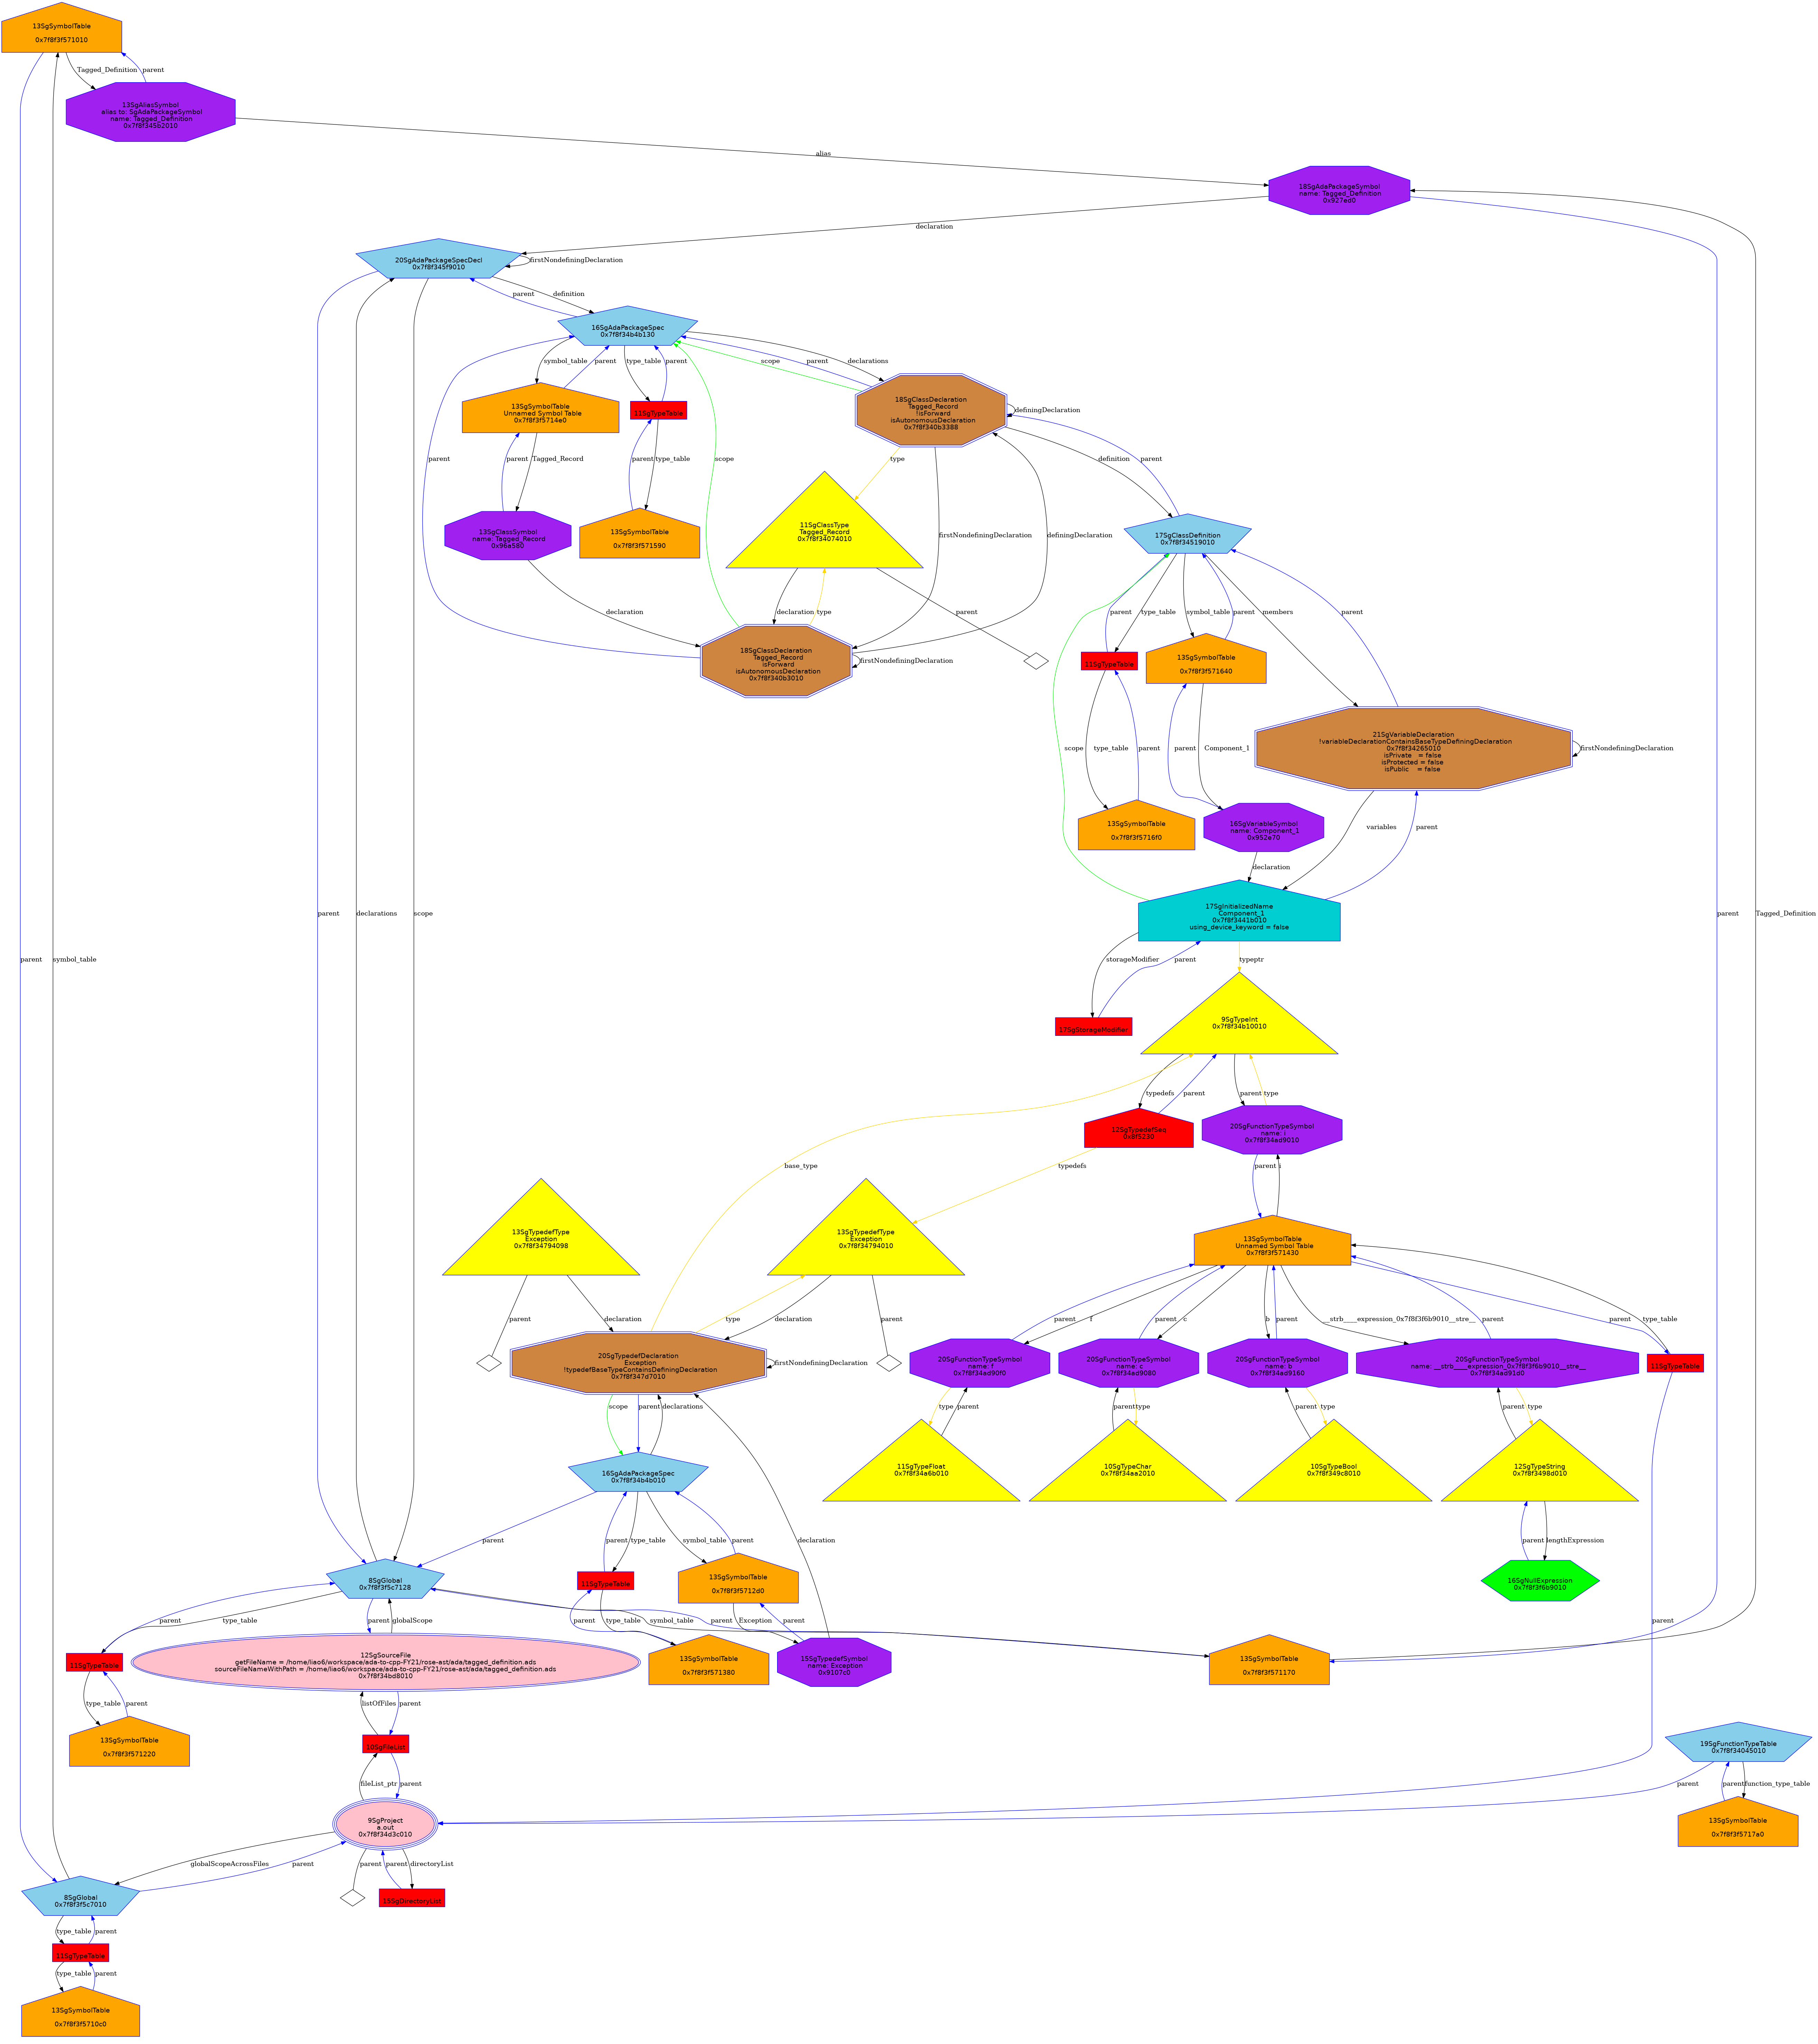 13SgSymbolTable
0x7f8f3f571010
Tagged_Definition
parent
13SgAliasSymbol
alias to: SgAdaPackageSymbol
name: Tagged_Definition
0x7f8f345b2010
alias
18SgAdaPackageSymbol
name: Tagged_Definition
0x927ed0
declaration
20SgAdaPackageSpecDecl
0x7f8f345f9010
firstNondefiningDeclaration
parent
definition
16SgAdaPackageSpec
0x7f8f34b4b130
symbol_table
parent
type_table
parent
scope
parent
declarations
13SgSymbolTable
Unnamed Symbol Table
0x7f8f3f5714e0
11SgTypeTable
18SgClassDeclaration
Tagged_Record
!isForward
isAutonomousDeclaration
0x7f8f340b3388
definingDeclaration
parent
parent
Tagged_Record
parent
type_table
scope
type
definition
parent
13SgClassSymbol
name: Tagged_Record
0x96a580
13SgSymbolTable
0x7f8f3f571590
11SgClassType
Tagged_Record
0x7f8f34074010
firstNondefiningDeclaration
definingDeclaration
17SgClassDefinition
0x7f8f34519010
declaration
declaration
type
parent
parent
type_table
symbol_table
parent
members
parent
18SgClassDeclaration
Tagged_Record
isForward
isAutonomousDeclaration
0x7f8f340b3010
firstNondefiningDeclaration
11SgTypeTable
13SgSymbolTable
0x7f8f3f571640
scope
type_table
parent
parent
Component_1
21SgVariableDeclaration
!variableDeclarationContainsBaseTypeDefiningDeclaration
0x7f8f34265010
isPrivate = false
isProtected = false
isPublic = false
firstNondefiningDeclaration
13SgSymbolTable
0x7f8f3f5716f0
16SgVariableSymbol
name: Component_1
0x952e70
variables
parent
declaration
parent
declarations
scope
17SgInitializedName
Component_1
0x7f8f3441b010
using_device_keyword = false
parent
Tagged_Definition
parent
symbol_table
storageModifier
parent
typeptr
17SgStorageModifier
9SgTypeInt
0x7f8f34b10010
typedefs
parent
parent
type
12SgTypedefSeq
0x8f5230
20SgFunctionTypeSymbol
name: i
0x7f8f34ad9010
base_type
typedefs
parent
i
13SgTypedefType
Exception
0x7f8f34794098
13SgTypedefType
Exception
0x7f8f34794010
13SgSymbolTable
Unnamed Symbol Table
0x7f8f3f571430
parent
declaration
type
declaration
parent
parent
f
parent
c
b
parent
__strb____expression_0x7f8f3f6b9010__stre__
parent
parent
type_table
20SgTypedefDeclaration
Exception
!typedefBaseTypeContainsDefiningDeclaration
0x7f8f347d7010
firstNondefiningDeclaration
20SgFunctionTypeSymbol
name: f
0x7f8f34ad90f0
20SgFunctionTypeSymbol
name: c
0x7f8f34ad9080
20SgFunctionTypeSymbol
name: b
0x7f8f34ad9160
20SgFunctionTypeSymbol
name: __strb____expression_0x7f8f3f6b9010__stre__
0x7f8f34ad91d0
11SgTypeTable
scope
parent
declarations
type
parent
parent
type
parent
type
parent
type
16SgAdaPackageSpec
0x7f8f34b4b010
11SgTypeFloat
0x7f8f34a6b010
10SgTypeChar
0x7f8f34aa2010
10SgTypeBool
0x7f8f349c8010
12SgTypeString
0x7f8f3498d010
parent
parent
type_table
symbol_table
parent
declaration
parent
lengthExpression
8SgGlobal
0x7f8f3f5c7128
11SgTypeTable
13SgSymbolTable
0x7f8f3f5712d0
16SgNullExpression
0x7f8f3f6b9010
parent
type_table
parent
globalScope
parent
type_table
symbol_table
parent
Exception
parent
parent
11SgTypeTable
12SgSourceFile
getFileName = /home/liao6/workspace/ada-to-cpp-FY21/rose-ast/ada/tagged_definition.ads
sourceFileNameWithPath = /home/liao6/workspace/ada-to-cpp-FY21/rose-ast/ada/tagged_definition.ads
0x7f8f34bd8010
13SgSymbolTable
0x7f8f3f571380
15SgTypedefSymbol
name: Exception
0x9107c0
13SgSymbolTable
0x7f8f3f571170
type_table
parent
listOfFiles
parent
13SgSymbolTable
0x7f8f3f571220
10SgFileList
19SgFunctionTypeTable
0x7f8f34045010
fileList_ptr
parent
parent
parent
function_type_table
9SgProject
a.out
0x7f8f34d3c010
13SgSymbolTable
0x7f8f3f5717a0
globalScopeAcrossFiles
parent
parent
parent
directoryList
8SgGlobal
0x7f8f3f5c7010
15SgDirectoryList
type_table
parent
11SgTypeTable
type_table
parent
13SgSymbolTable
0x7f8f3f5710c0